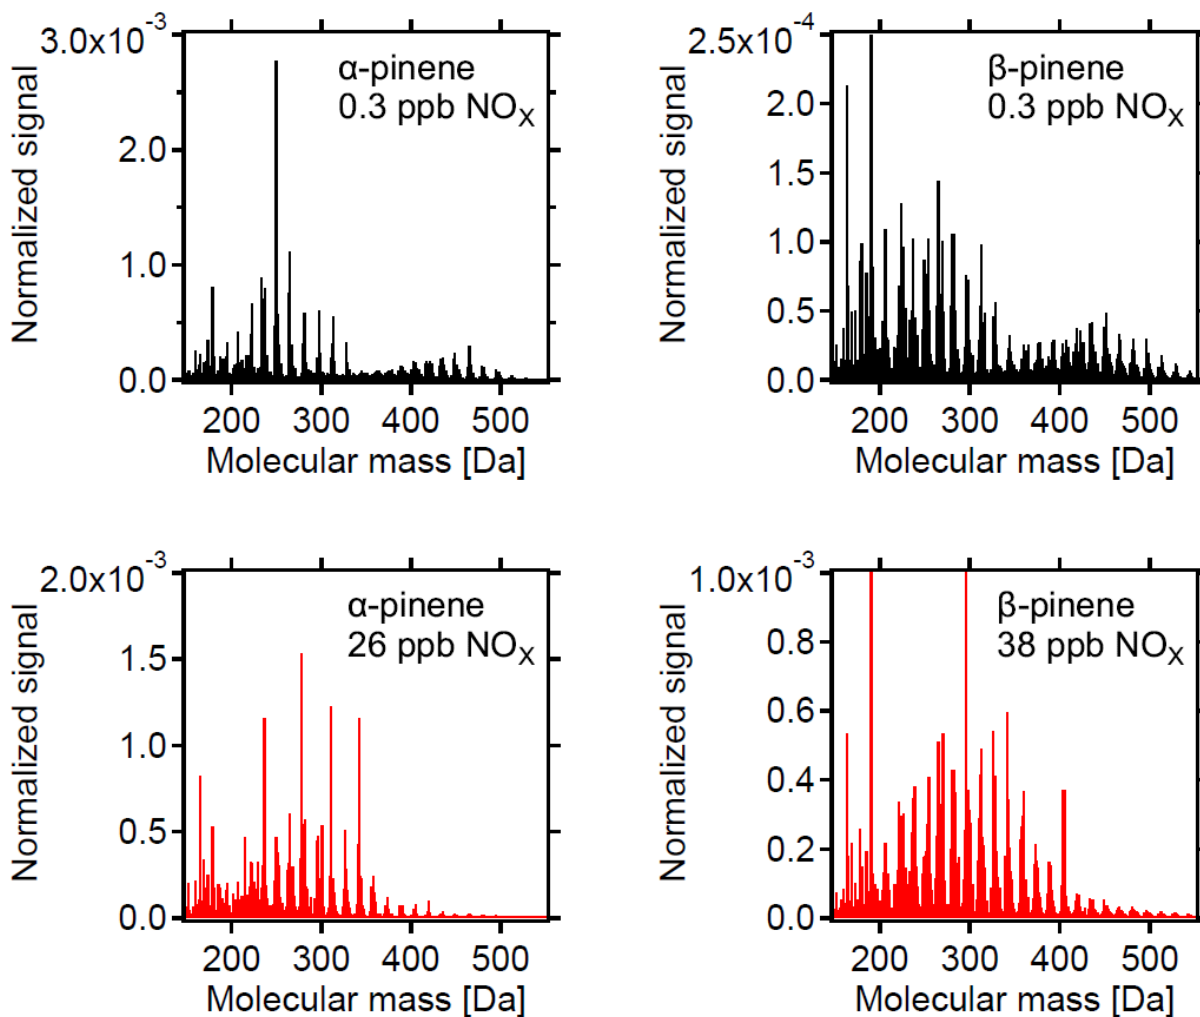 3.0x10⁻³
α-pinene
0.3 ppb NOₓ
2.0
1.0
0.0
200 300 400 500
Molecular mass [Da]
Normalized signal
2.5x10⁻⁴
β-pinene
0.3 ppb NOₓ
2.0
1.5
1.0
0.5
0.0
200 300 400 500
Molecular mass [Da]
Normalized signal
2.0x10⁻³
α-pinene
26 ppb NOₓ
1.5
1.0
0.5
0.0
200 300 400 500
Molecular mass [Da]
Normalized signal
1.0x10⁻³
β-pinene
38 ppb NOₓ
0.8
0.6
0.4
0.2
0.0
200 300 400 500
Molecular mass [Da]
Normalized signal